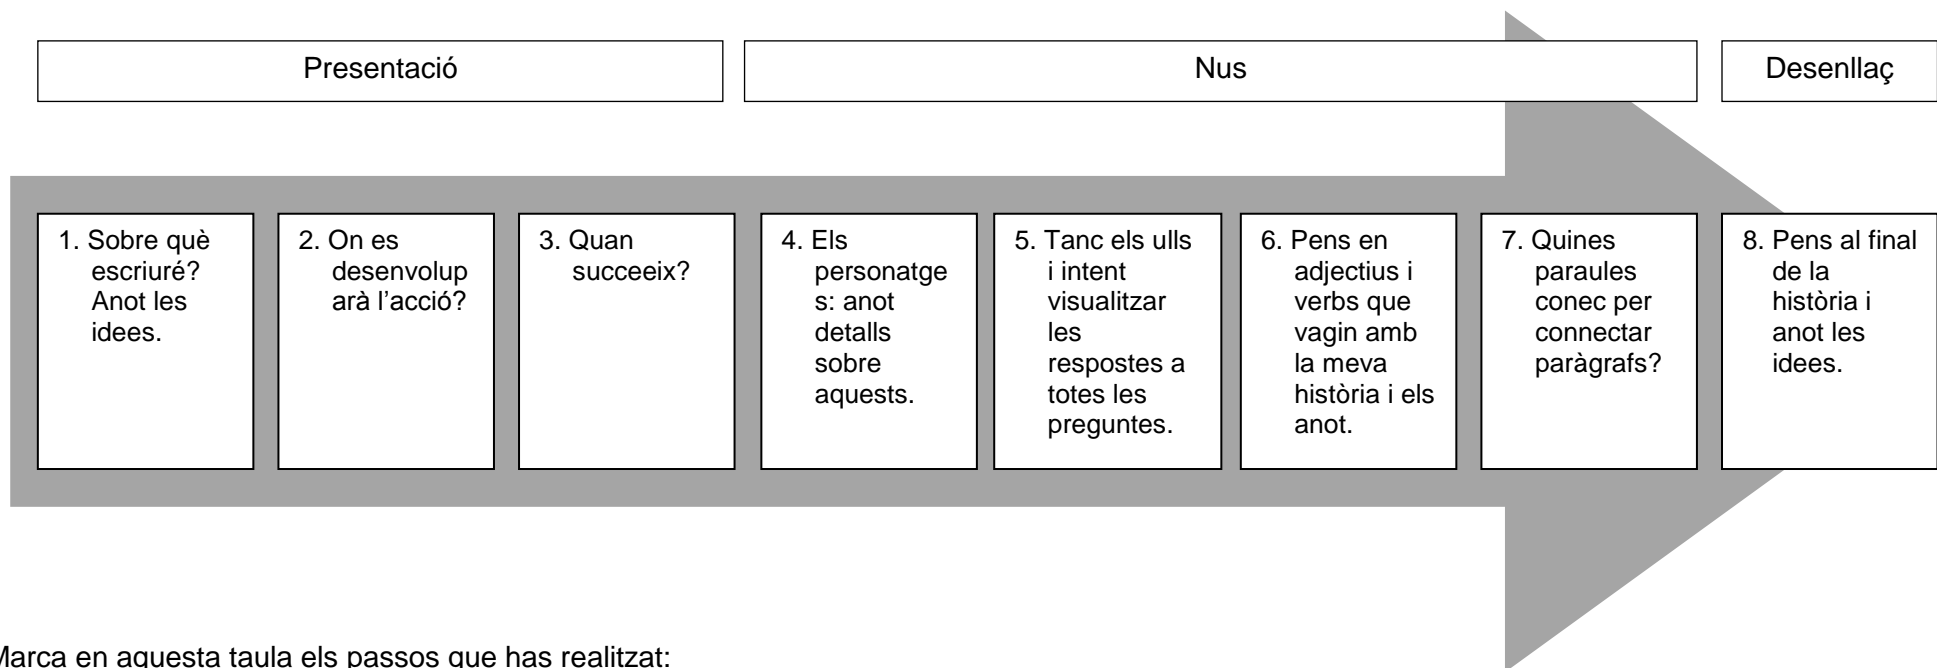 Presentació
Nus
Desenllaç
1. Sobre què
escriuré?
Anot les
idees.
2. On es
desenvolup
arà l'acció?
3. Quan
succeeix?
4. Els
personatge
s: anot
detalls
sobre
aquests.
5. Tanc els ulls
i intent
visualitzar
les
respostes a
totes les
preguntes.
6. Pens en
adjectius i
verbs que
vagin amb
la meva
història i els
anot.
7. Quines
paraules
conec per
connectar
paràgrafs?
8. Pens al final
de la
història i
anot les
idees.
Marca en aquesta taula els passos que has realitzat: